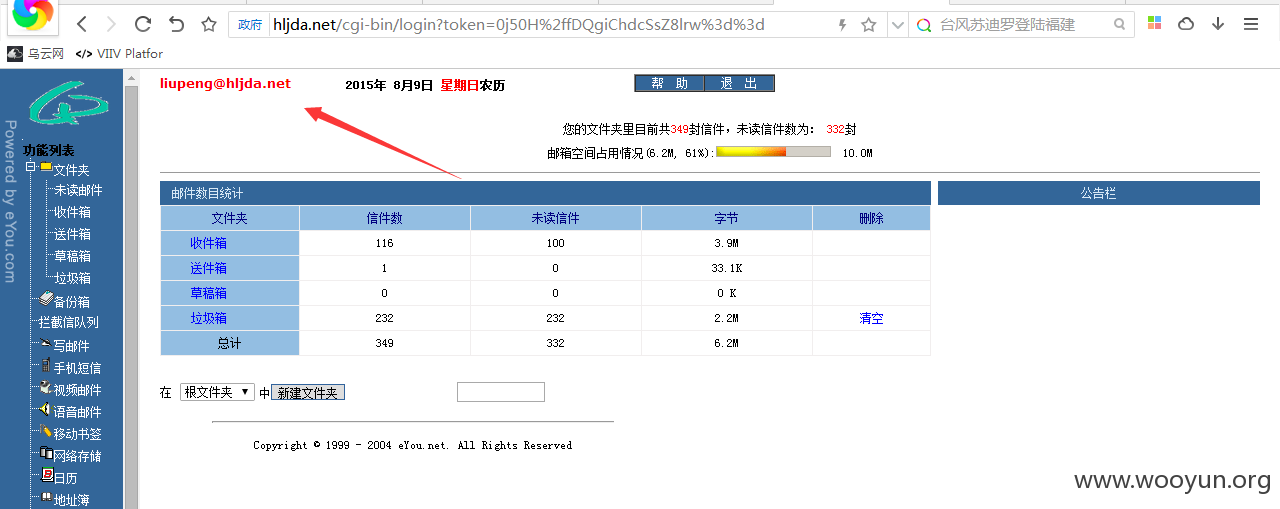 政府 hljda.net/cgi-bin/login?token=0j50H%2ffDQgiChdcSsZ8lrw%3d%3d 台风苏迪罗登陆福建
乌云网 </> VIIV Platfor
liupeng@hljda.net 2015年 8月9日 星期日农历 帮 助 退 出
您的文件夹里目前共349封信件,未读信件数为: 332封
邮箱空间占用情况(6.2M, 61%): 10.0M
Powered by eYou.com
功能列表
文件夹
未读邮件
收件箱
送件箱
草稿箱
垃圾箱
备份箱
拦截信队列
写邮件
手机短信
视频邮件
语音邮件
移动书签
网络存储
日历
地址簿
邮件数目统计 公告栏
文件夹 信件数 未读信件 字节 删除
收件箱 116 100 3.9M
送件箱 1 0 33.1K
草稿箱 0 0 0 K
垃圾箱 232 232 2.2M 清空
总计 349 332 6.2M
在 根文件夹 中 新建文件夹
Copyright © 1999 - 2004 eYou.net. All Rights Reserved
www.wooyun.org